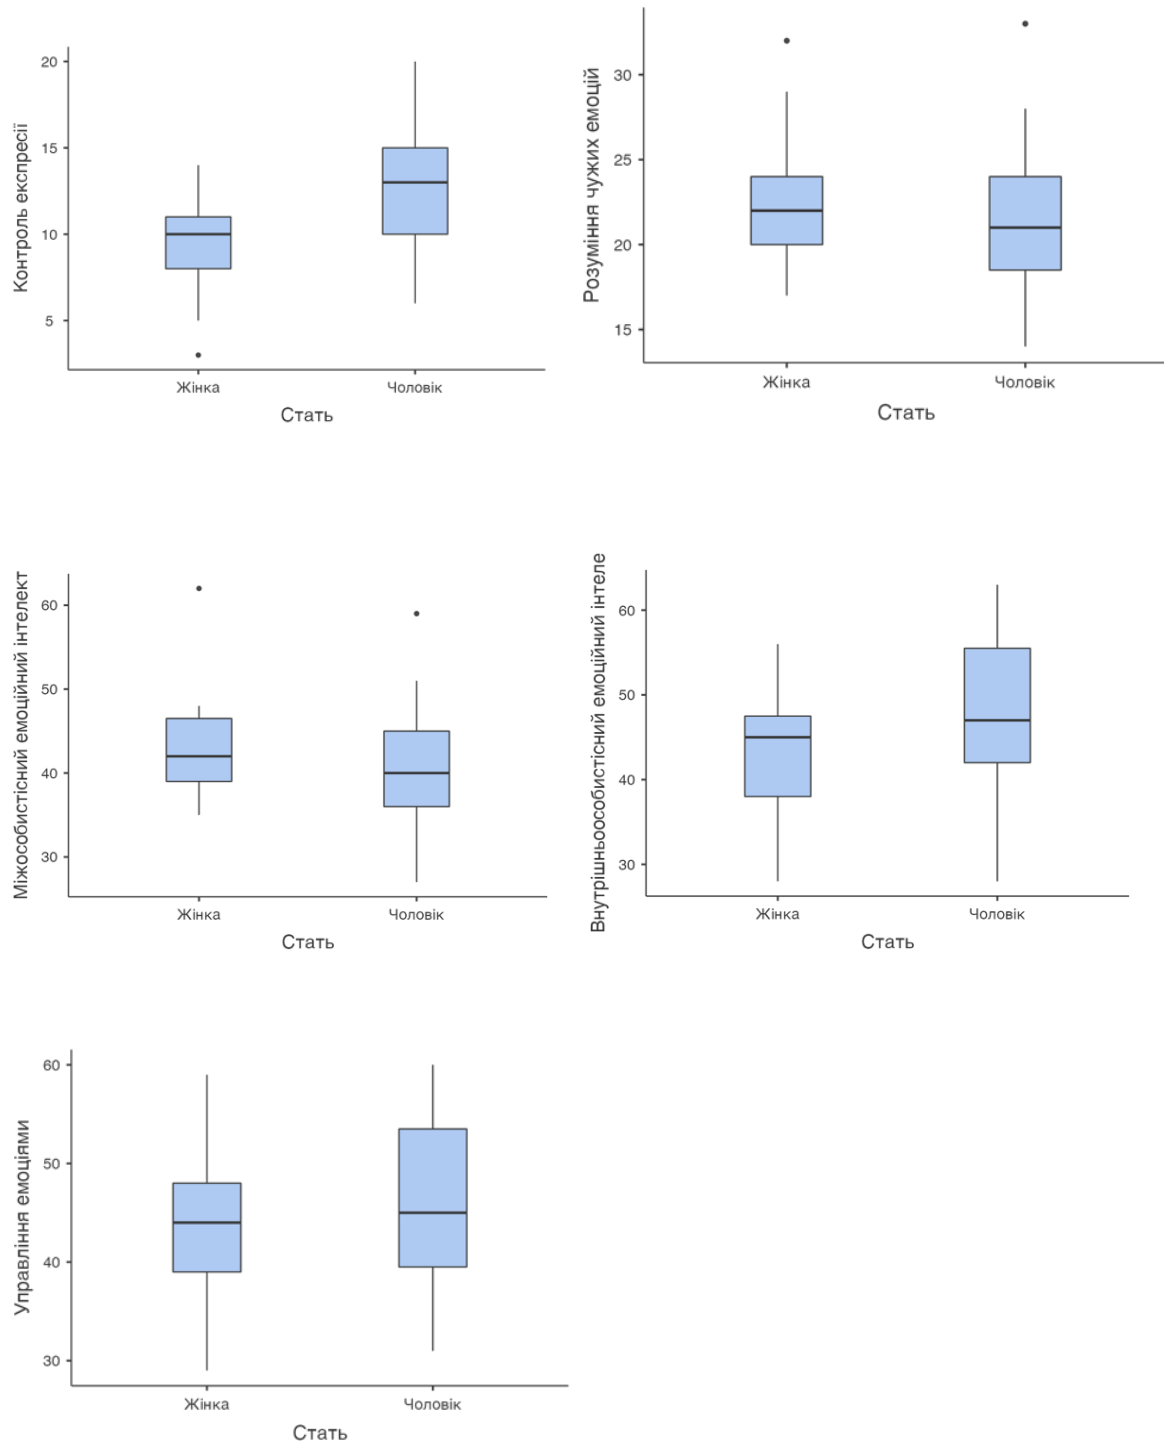 Контроль експресії
20
15
10
5
Жінка
Чоловік
Стать
Розуміння чужих емоцій
30
25
20
15
Жінка
Чоловік
Стать
Міжособистісний емоційний інтелект
60
50
40
30
Жінка
Чоловік
Стать
Внутрішньоособистісний емоційний інтеле
60
50
40
30
Жінка
Чоловік
Стать
Управління емоціями
60
50
40
30
Жінка
Чоловік
Стать